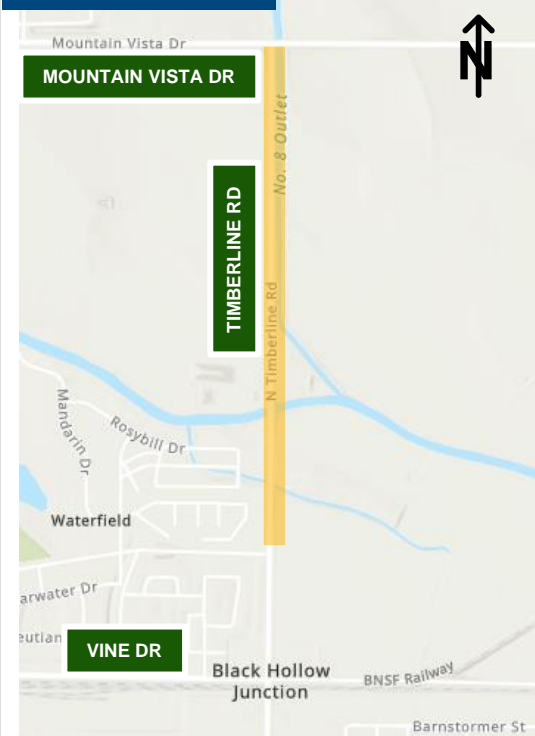 Mountain Vista Dr
N
MOUNTAIN VISTA DR
No. 8 Outlet
TIMBERLINE RD
N Timberline Rd
Mandarin Dr
Rosybill Dr
Waterfield
arwater Dr
eutian
VINE DR
Black Hollow
Junction
BNSF Railway
Barnstormer St